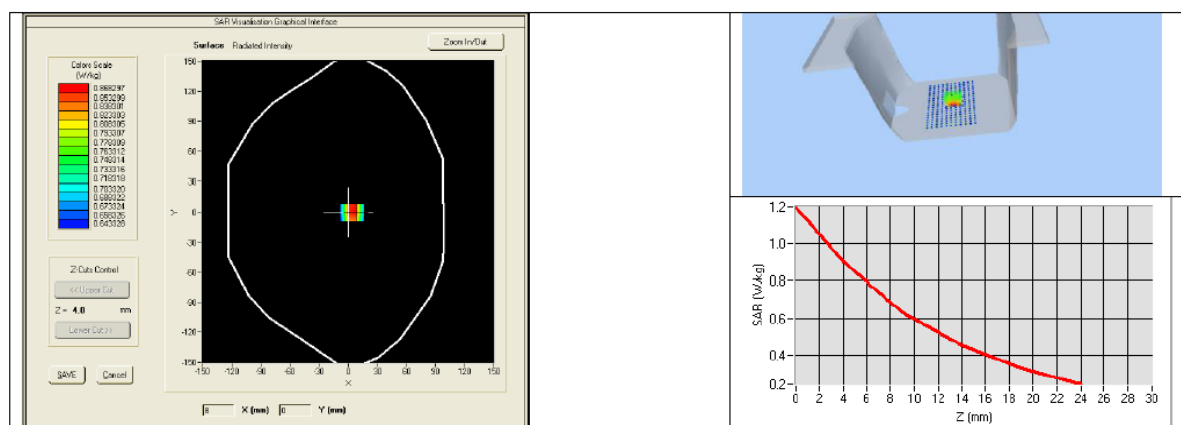 SAR Visualisation Graphical Interface
Surface Radiated Intensity
Zoom In/Out
Colors Scale
(W/kg)
0.868297
0.853299
0.838301
0.823303
0.808305
0.793307
0.778309
0.763312
0.748314
0.733316
0.718318
0.703320
0.688322
0.673324
0.658326
0.643328
Z-Cuts Control
<< Upper Cut
Z = 4.0 mm
Lower Cut >>
SAVE Cancel
150
120
90
60
30
0
-30
-60
-90
-120
-150
Y
-150 -120 -90 -60 -30 0 30 60 90 120 150
X
8 X (mm) 0 Y (mm)
1.2
1.0
0.8
0.6
0.4
0.2
SAR (W/kg)
0 2 4 6 8 10 12 14 16 18 20 22 24 26 28 30
Z (mm)